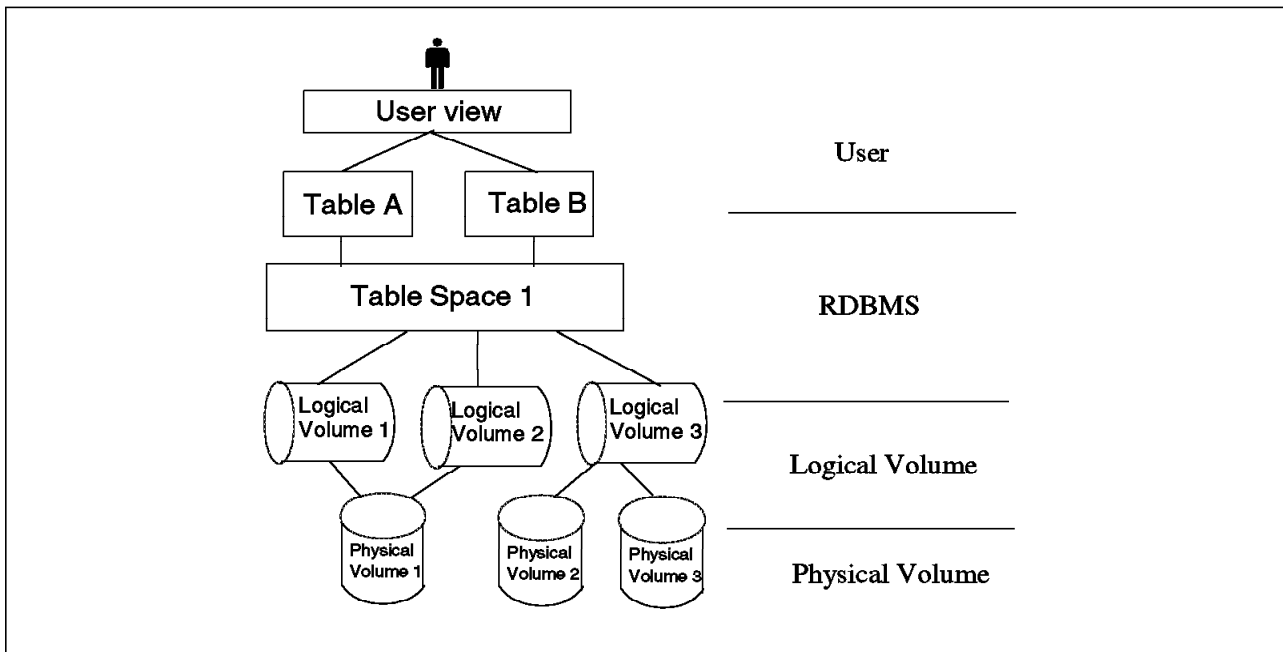 User view
User
Table A
Table B
Table Space 1
RDBMS
Logical
Volume 1
Logical
Volume 2
Logical
Volume 3
Logical Volume
Physical
Volume 1
Physical
Volume 2
Physical
Volume 3
Physical Volume